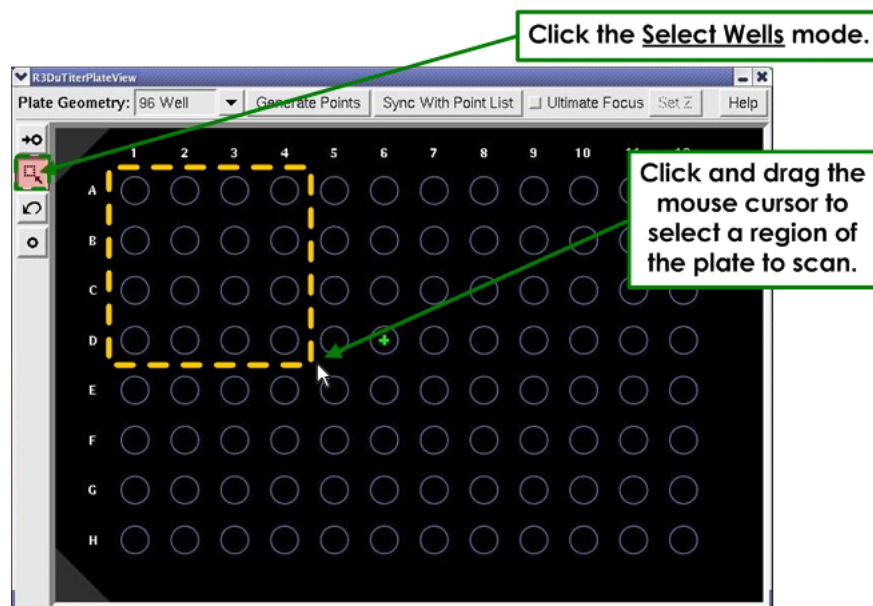 Click the Select Wells mode.
R3DuTiterPlateView
Plate Geometry: 96 Well Generate Points Sync With Point List Ultimate Focus Set Z Help
1 2 3 4 5 6 7 8 9 10 11 12
Click and drag the
mouse cursor to
select a region of
the plate to scan.
A
B
C
D
E
F
G
H